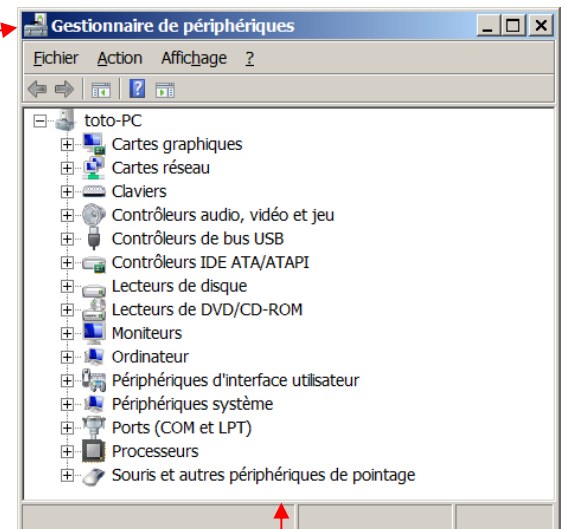 Gestionnaire de périphériques
Fichier Action Affichage ?
toto-PC
Cartes graphiques
Cartes réseau
Claviers
Contrôleurs audio, vidéo et jeu
Contrôleurs de bus USB
Contrôleurs IDE ATA/ATAPI
Lecteurs de disque
Lecteurs de DVD/CD-ROM
Moniteurs
Ordinateur
Périphériques d'interface utilisateur
Périphériques système
Ports (COM et LPT)
Processeurs
Souris et autres périphériques de pointage